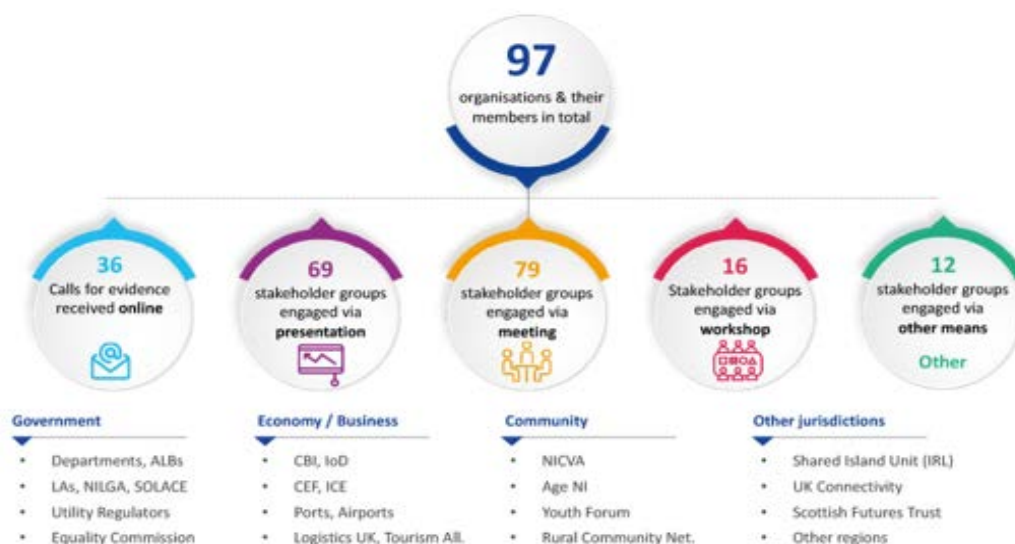 97
organisations & their
members in total
36
Calls for evidence
received online
69
stakeholder groups
engaged via
presentation
79
stakeholder groups
engaged via
meeting
16
Stakeholder groups
engaged via
workshop
12
stakeholder groups
engaged via
other means
Other
Government
• Departments, ALBs
• LAs, NILGA, SOLACE
• Utility Regulators
• Equality Commission
Economy / Business
• CBI, IoD
• CEF, ICE
• Ports, Airports
• Logistics UK, Tourism All.
Community
• NICVA
• Age NI
• Youth Forum
• Rural Community Net.
Other jurisdictions
• Shared Island Unit (IRL)
• UK Connectivity
• Scottish Futures Trust
• Other regions